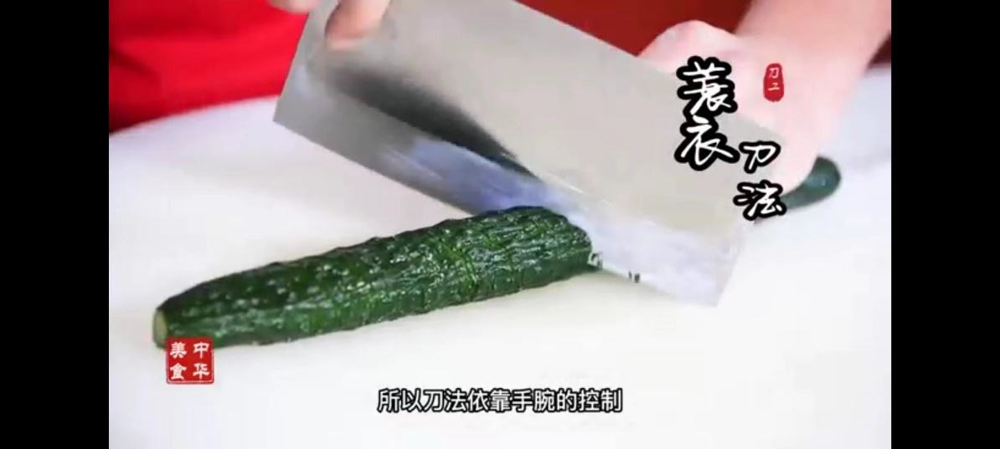 蓑衣
刀法
刀工
中华
美食
所以刀法依靠手腕的控制